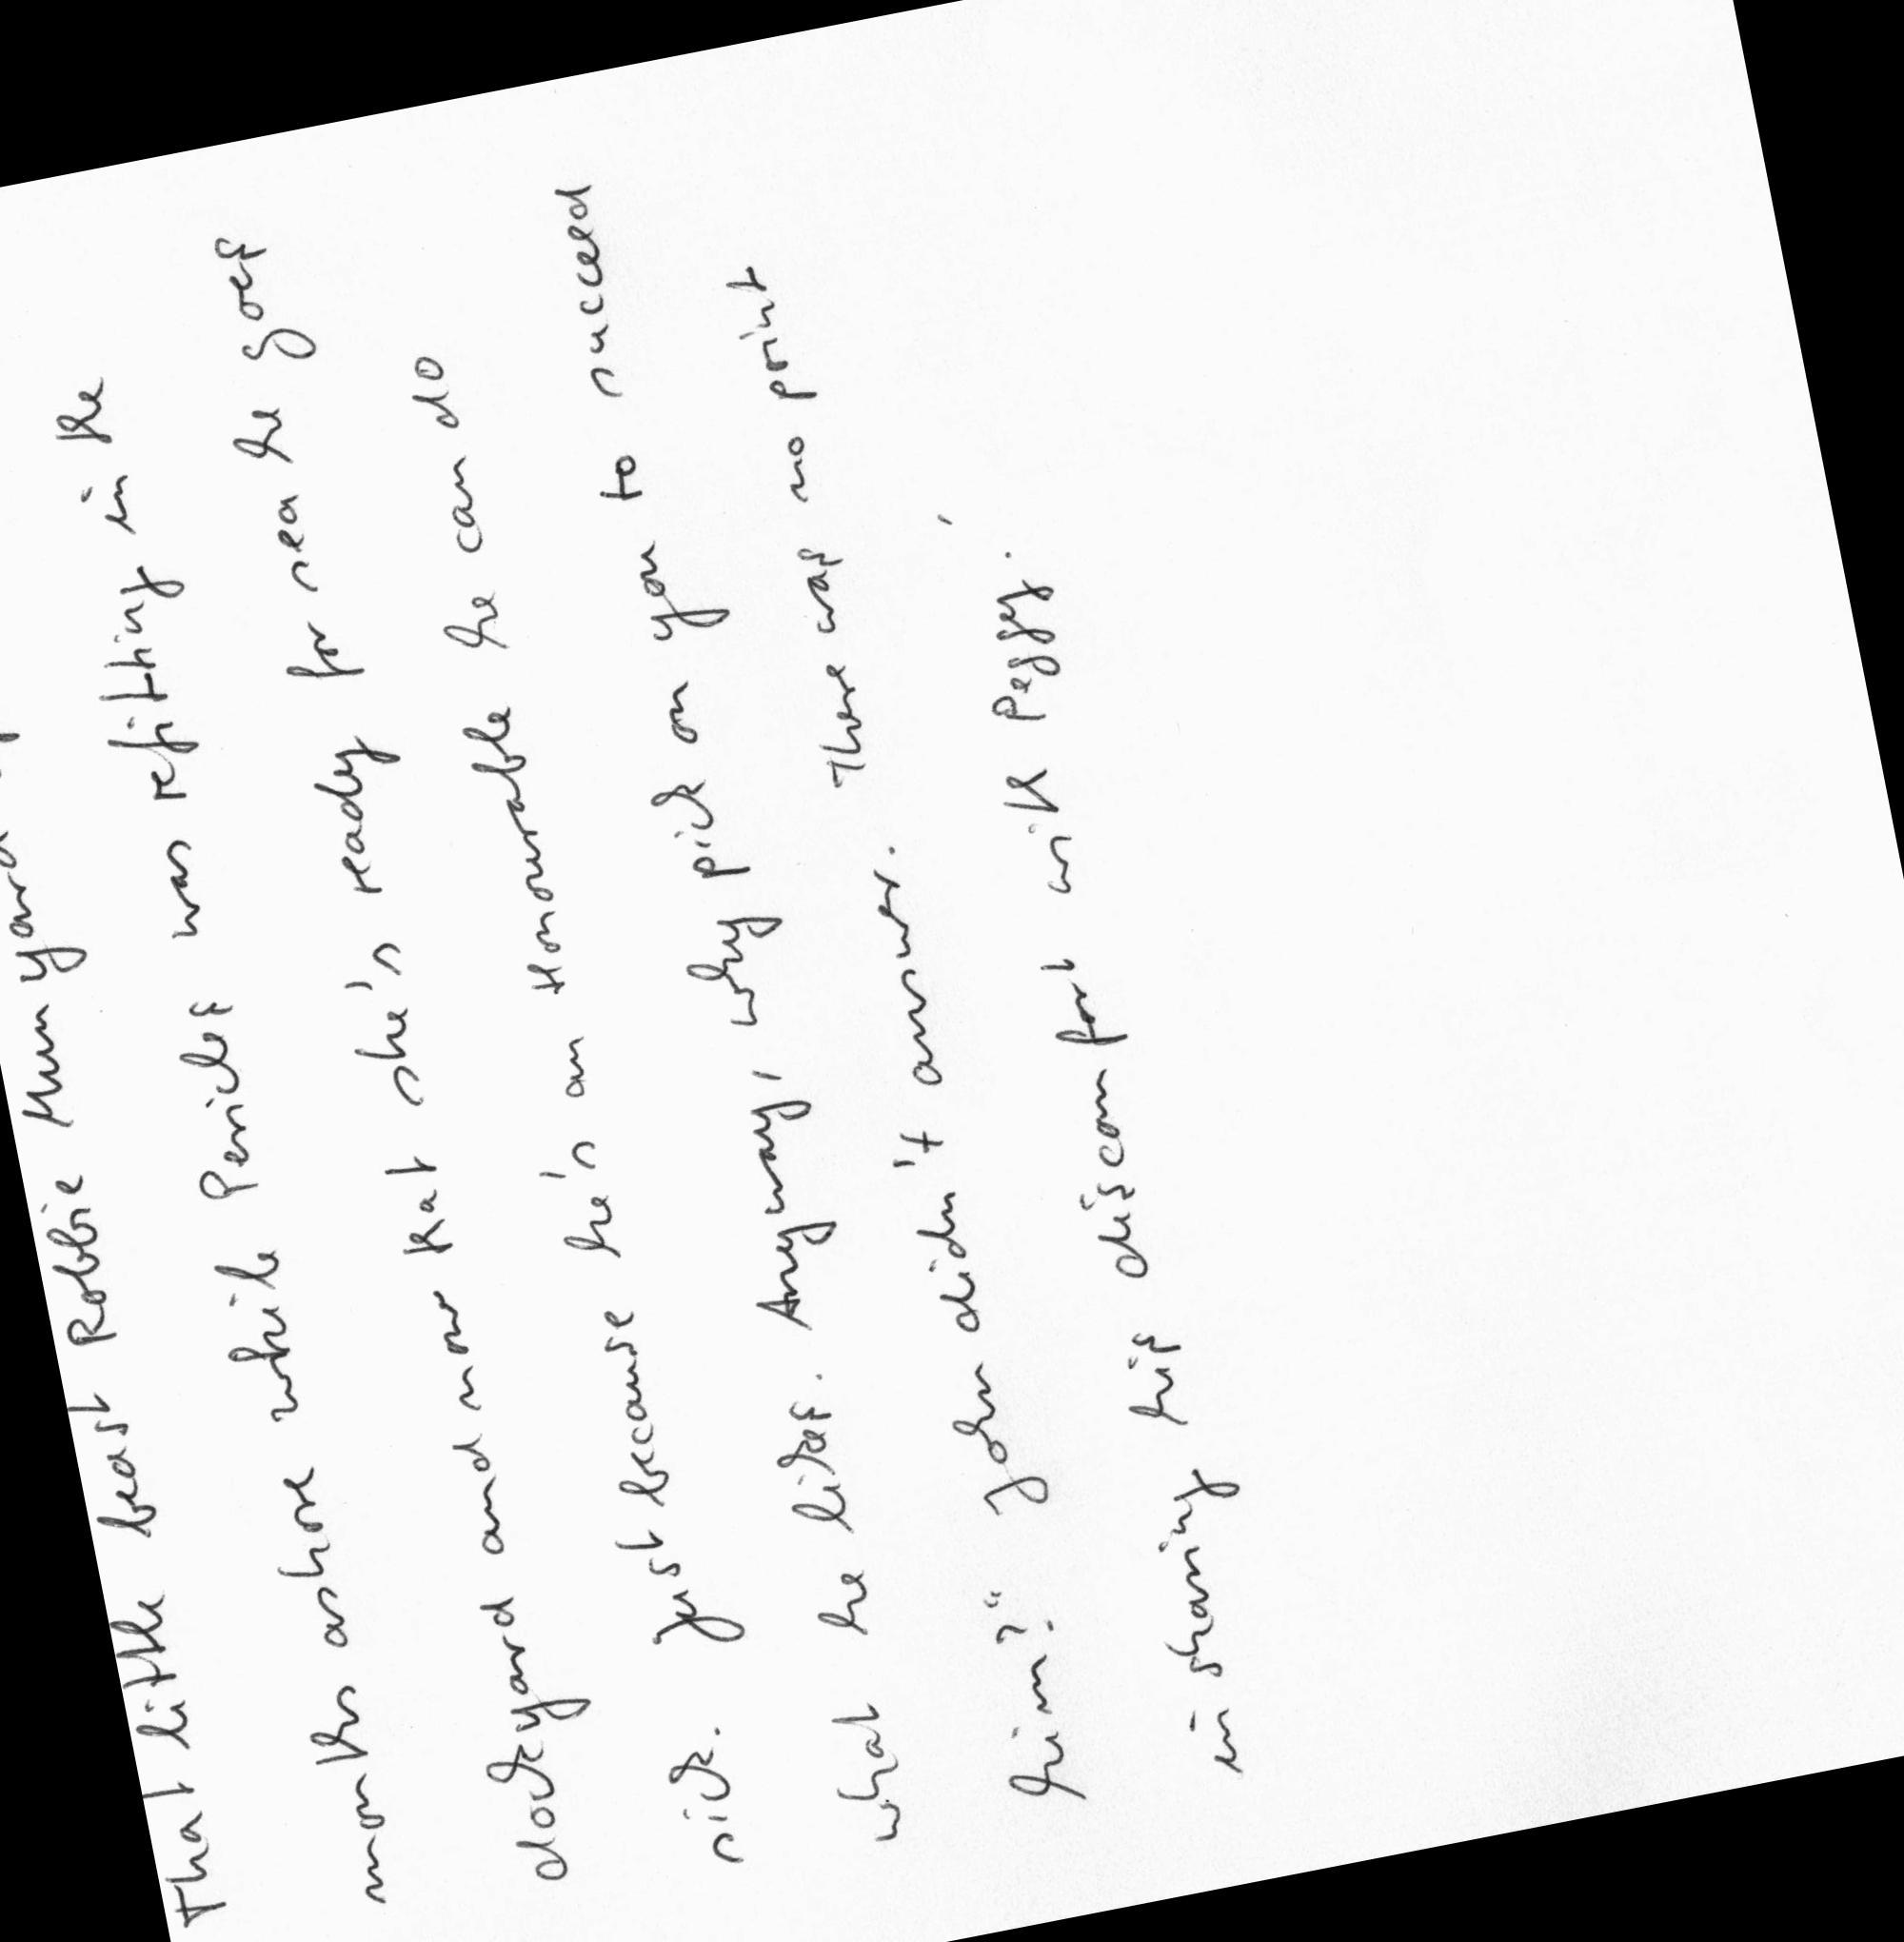 That little beast Robbie Munyard
months ashore while Pericles was refitting in the
dockyard and now that she's ready for sea he goes
sick. Just because he's an Honourable he can do
what he likes. Anyway, why pick on you to succeed
him?" John didn't answer. There was no point
in sharing his discomfort with Peggy.